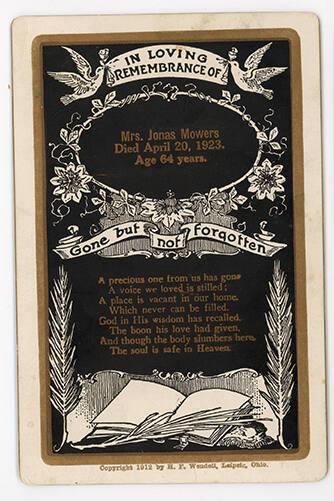 IN LOVING
REMEMBRANCE OF
Mrs. Jonas Mowers
Died April 20, 1923.
Age 64 years.
Gone but not forgotten
A precious one from us has gone
A voice we loved is stilled;
A place is vacant in our home,
Which never can be filled.
God in His wisdom has recalled,
The boon his love had given,
And though the body slumbers here,
The soul is safe in Heaven.
Copyright 1912 by H. F. Wendell, Leipsic, Ohio.